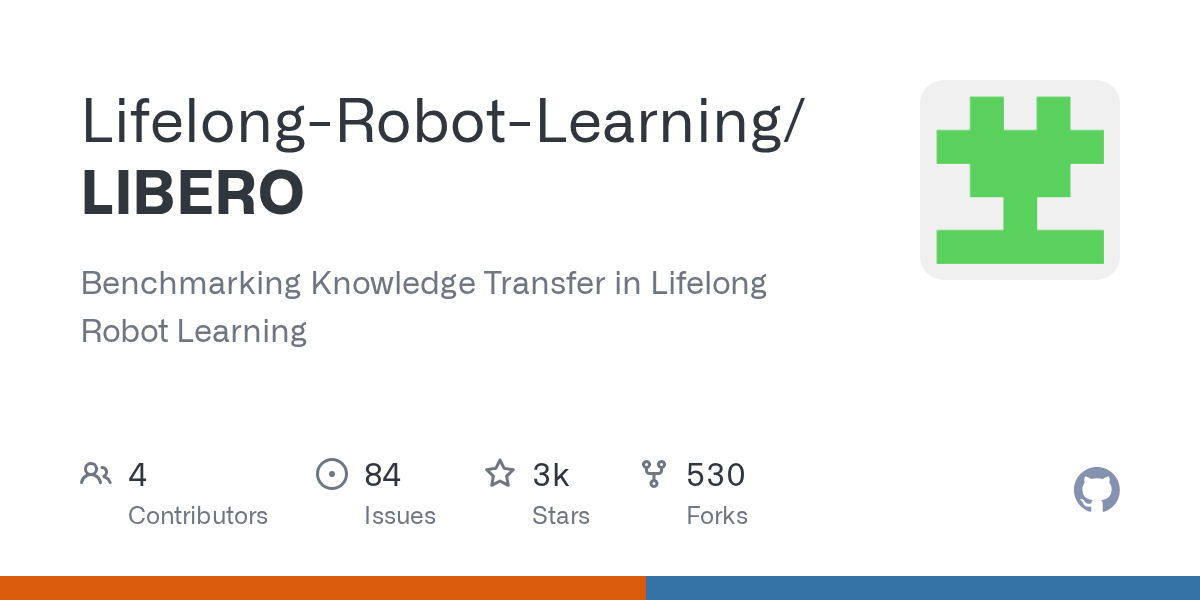 Lifelong-Robot-Learning/
LIBERO
Benchmarking Knowledge Transfer in Lifelong
Robot Learning
4
Contributors
84
Issues
3k
Stars
530
Forks